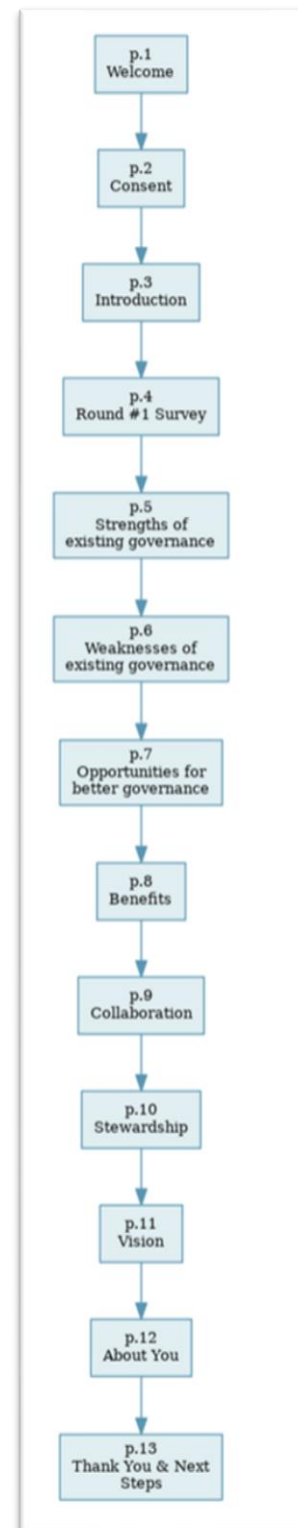 p.1
Welcome
p.2
Consent
p.3
Introduction
p.4
Round #1 Survey
p.5
Strengths of
existing governance
p.6
Weaknesses of
existing governance
p.7
Opportunities for
better governance
p.8
Benefits
p.9
Collaboration
p.10
Stewardship
p.11
Vision
p.12
About You
p.13
Thank You & Next
Steps